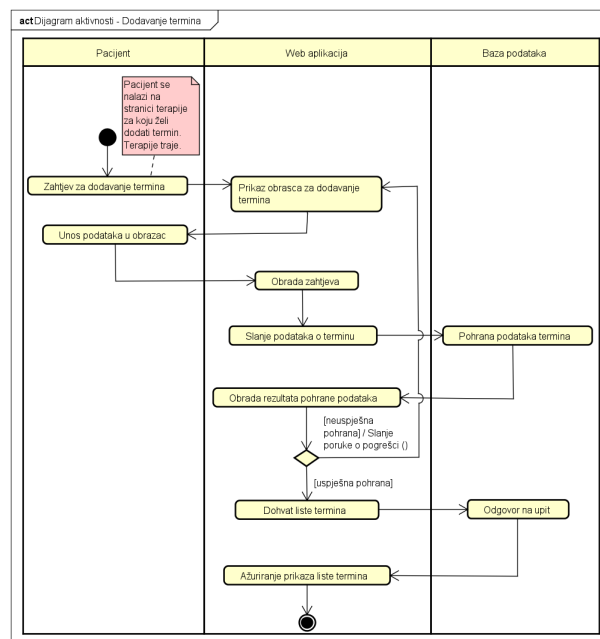 act Dijagram aktivnosti - Dodavanje termina
Pacijent
Web aplikacija
Baza podataka
Pacijent se
nalazi na
stranici terapije
za koju želi
dodati termin.
Terapije traje.
Zahtjev za dodavanje termina
Prikaz obrasca za dodavanje
termina
Unos podataka u obrazac
Obrada zahtjeva
Slanje podataka o terminu
Pohrana podataka termina
Obrada rezultata pohrane podataka
[neuspješna
pohrana] / Slanje
poruke o pogrešci ()
[uspješna pohrana]
Dohvat liste termina
Odgovor na upit
Ažuriranje prikaza liste termina